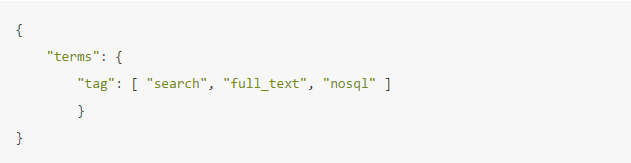 {
    "terms": {
        "tag": [ "search", "full_text", "nosql" ]
        }
}